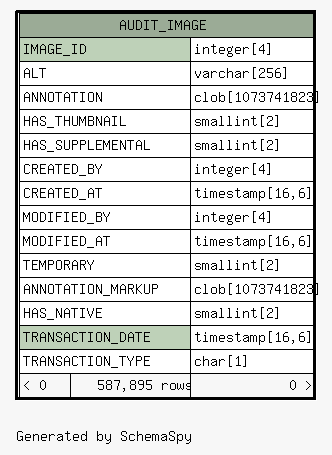 AUDIT_IMAGE
IMAGE_ID integer[4]
ALT varchar[256]
ANNOTATION clob[1073741823]
HAS_THUMBNAIL smallint[2]
HAS_SUPPLEMENTAL smallint[2]
CREATED_BY integer[4]
CREATED_AT timestamp[16,6]
MODIFIED_BY integer[4]
MODIFIED_AT timestamp[16,6]
TEMPORARY smallint[2]
ANNOTATION_MARKUP clob[1073741823]
HAS_NATIVE smallint[2]
TRANSACTION_DATE timestamp[16,6]
TRANSACTION_TYPE char[1]
< 0 587,895 rows 0 >
Generated by SchemaSpy